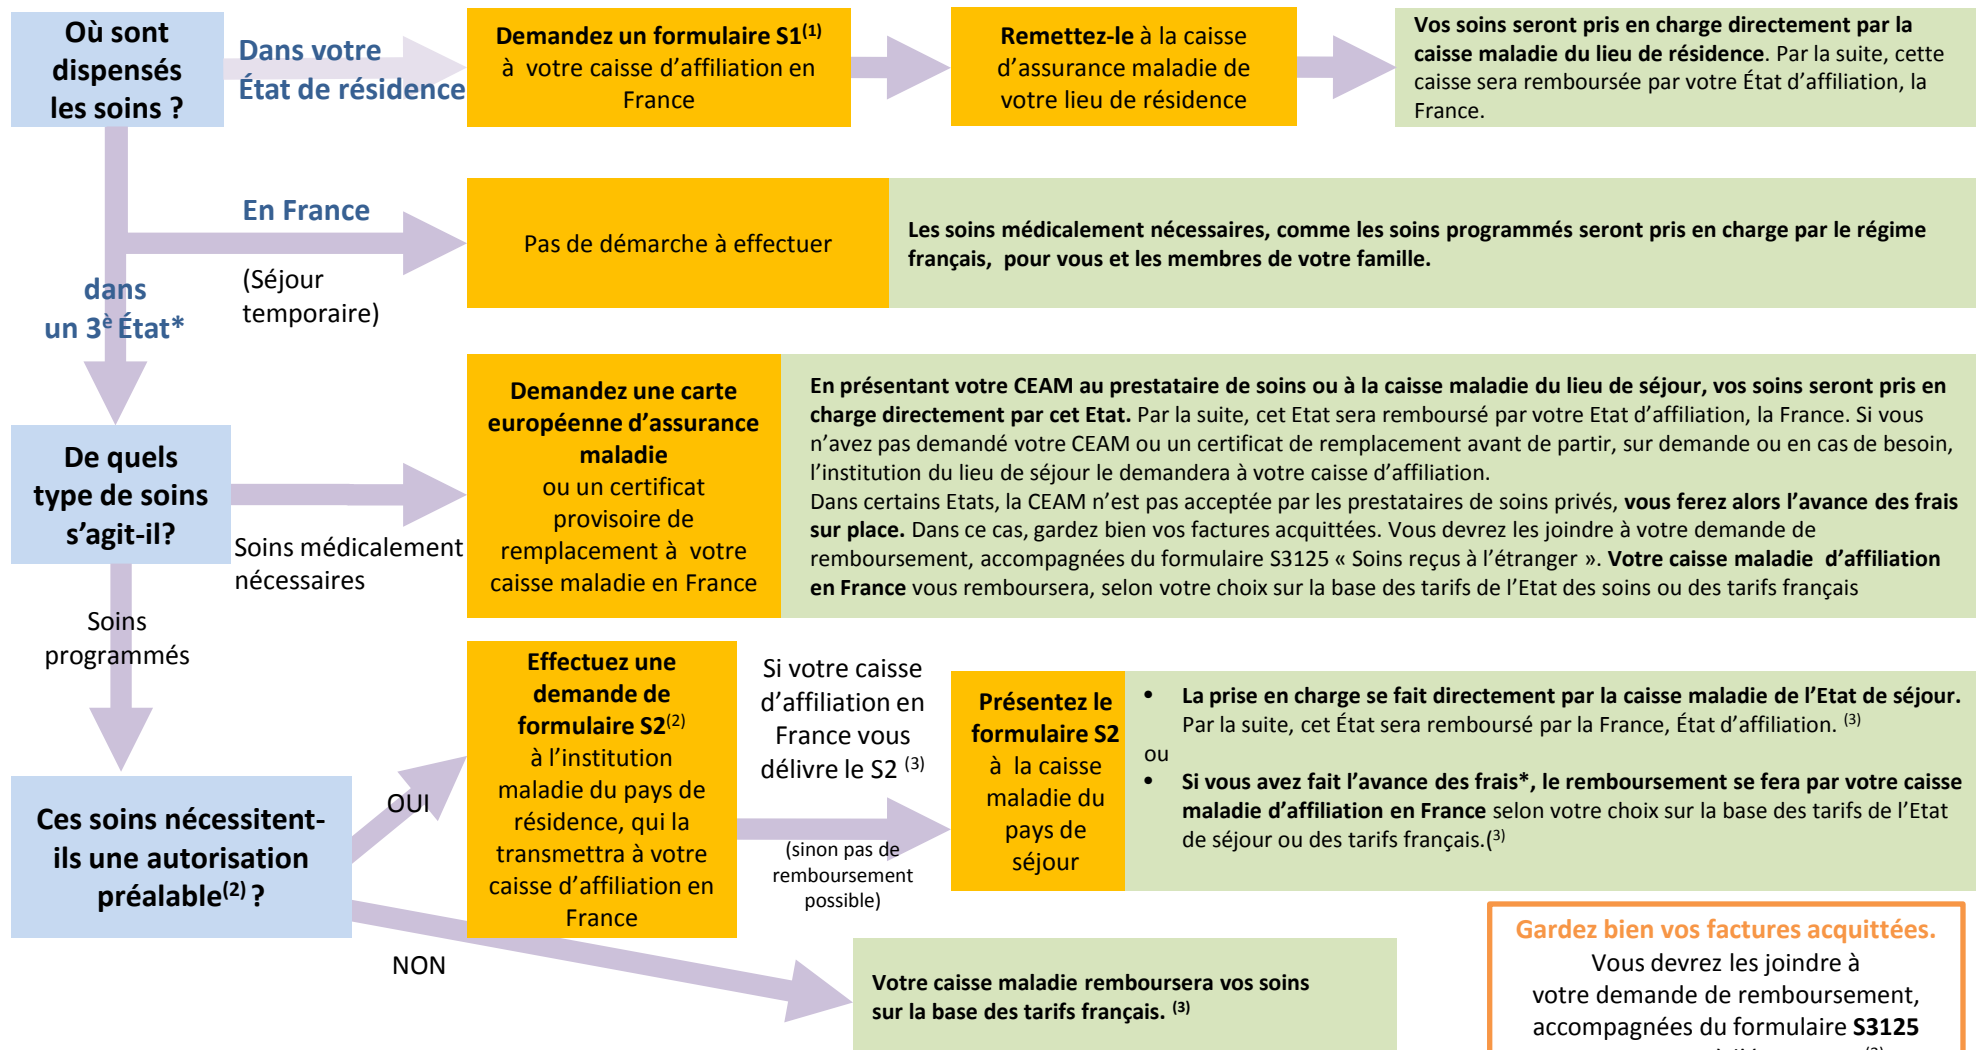 Où sont
dispensés
les soins ?
Dans votre
État de résidence
Demandez un formulaire S1(1)
à votre caisse d'affiliation en
France
Remettez-le à la caisse
d'assurance maladie de
votre lieu de résidence
Vos soins seront pris en charge directement par la
caisse maladie du lieu de résidence. Par la suite, cette
caisse sera remboursée par votre État d'affiliation, la
France.
En France
(Séjour
temporaire)
Pas de démarche à effectuer
Les soins médicalement nécessaires, comme les soins programmés seront pris en charge par le régime
français, pour vous et les membres de votre famille.
dans
un 3è État*
De quels
type de soins
s'agit-il?
Soins médicalement
nécessaires
Demandez une carte
européenne d'assurance
maladie
ou un certificat
provisoire de
remplacement à votre
caisse maladie en France
En présentant votre CEAM au prestataire de soins ou à la caisse maladie du lieu de séjour, vos soins seront pris en
charge directement par cet Etat. Par la suite, cet Etat sera remboursé par votre Etat d'affiliation, la France. Si vous
n'avez pas demandé votre CEAM ou un certificat de remplacement avant de partir, sur demande ou en cas de besoin,
l'institution du lieu de séjour le demandera à votre caisse d'affiliation.
Dans certains Etats, la CEAM n'est pas acceptée par les prestataires de soins privés, vous ferez alors l'avance des frais
sur place. Dans ce cas, gardez bien vos factures acquittées. Vous devrez les joindre à votre demande de
remboursement, accompagnées du formulaire S3125 « Soins reçus à l'étranger ». Votre caisse maladie d'affiliation
en France vous remboursera, selon votre choix sur la base des tarifs de l'Etat des soins ou des tarifs français
Soins
programmés
Ces soins nécessitent-
ils une autorisation
préalable(2) ?
OUI
Effectuez une
demande de
formulaire S2(2)
à l'institution
maladie du pays de
résidence, qui la
transmettra à votre
caisse d'affiliation en
France
Si votre caisse
d'affiliation en
France vous
délivre le S2 (3)
(sinon pas de
remboursement
possible)
Présentez le
formulaire S2
à la caisse
maladie du
pays de
séjour
• La prise en charge se fait directement par la caisse maladie de l'Etat de séjour.
Par la suite, cet État sera remboursé par la France, État d'affiliation. (3)
ou
• Si vous avez fait l'avance des frais*, le remboursement se fera par votre caisse
maladie d'affiliation en France selon votre choix sur la base des tarifs de l'Etat
de séjour ou des tarifs français.(3)
NON
Votre caisse maladie remboursera vos soins
sur la base des tarifs français. (3)
Gardez bien vos factures acquittées.
Vous devrez les joindre à
votre demande de remboursement,
accompagnées du formulaire S3125